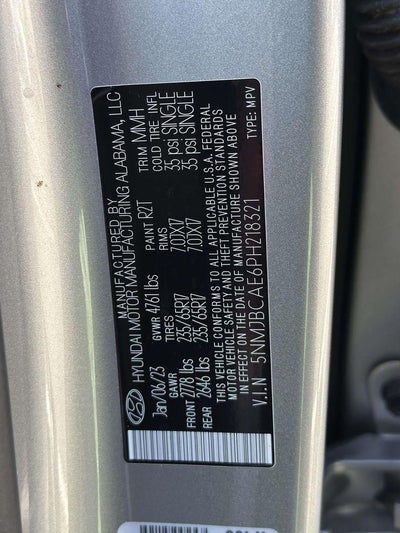 MANUFACTURED BY
HYUNDAI MOTOR MANUFACTURING ALABAMA, LLC
Jan/06/23 GVWR 4761 lbs PAINT R2T TRIM MMH
GAWR TIRES RIMS COLD TIRE INFL
FRONT 2778 lbs 235/65R17 7.0JX17 35 psi SINGLE
REAR 2646 lbs 235/65R17 7.0JX17 35 psi SINGLE
THIS VEHICLE CONFORMS TO ALL APPLICABLE U.S.A. FEDERAL
MOTOR VEHICLE SAFETY AND THEFT PREVENTION STANDARDS
IN EFFECT ON THE DATE OF MANUFACTURE SHOWN ABOVE
V.I.N 5NMJBCAE6PH218321 TYPE: MPV